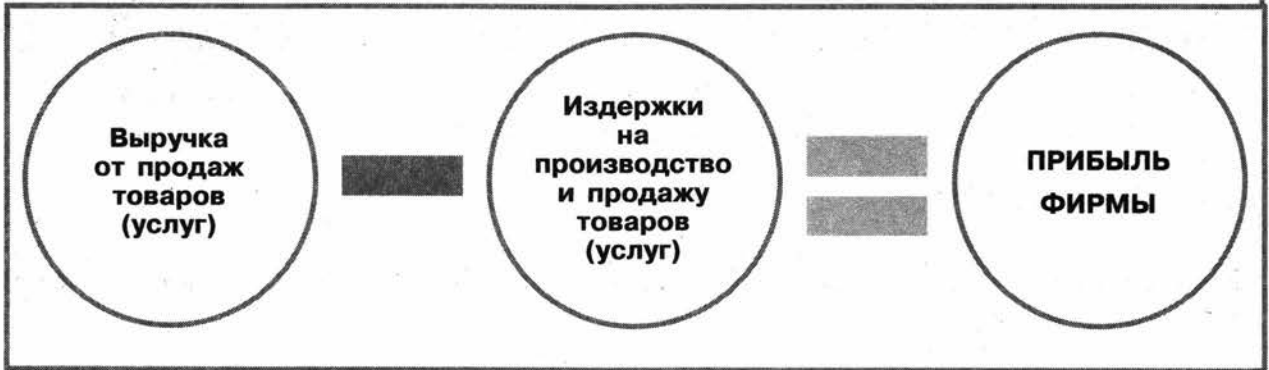 Выручка
от продаж
товаров
(услуг)
Издержки
на
производство
и продажу
товаров
(услуг)
ПРИБЫЛЬ
ФИРМЫ